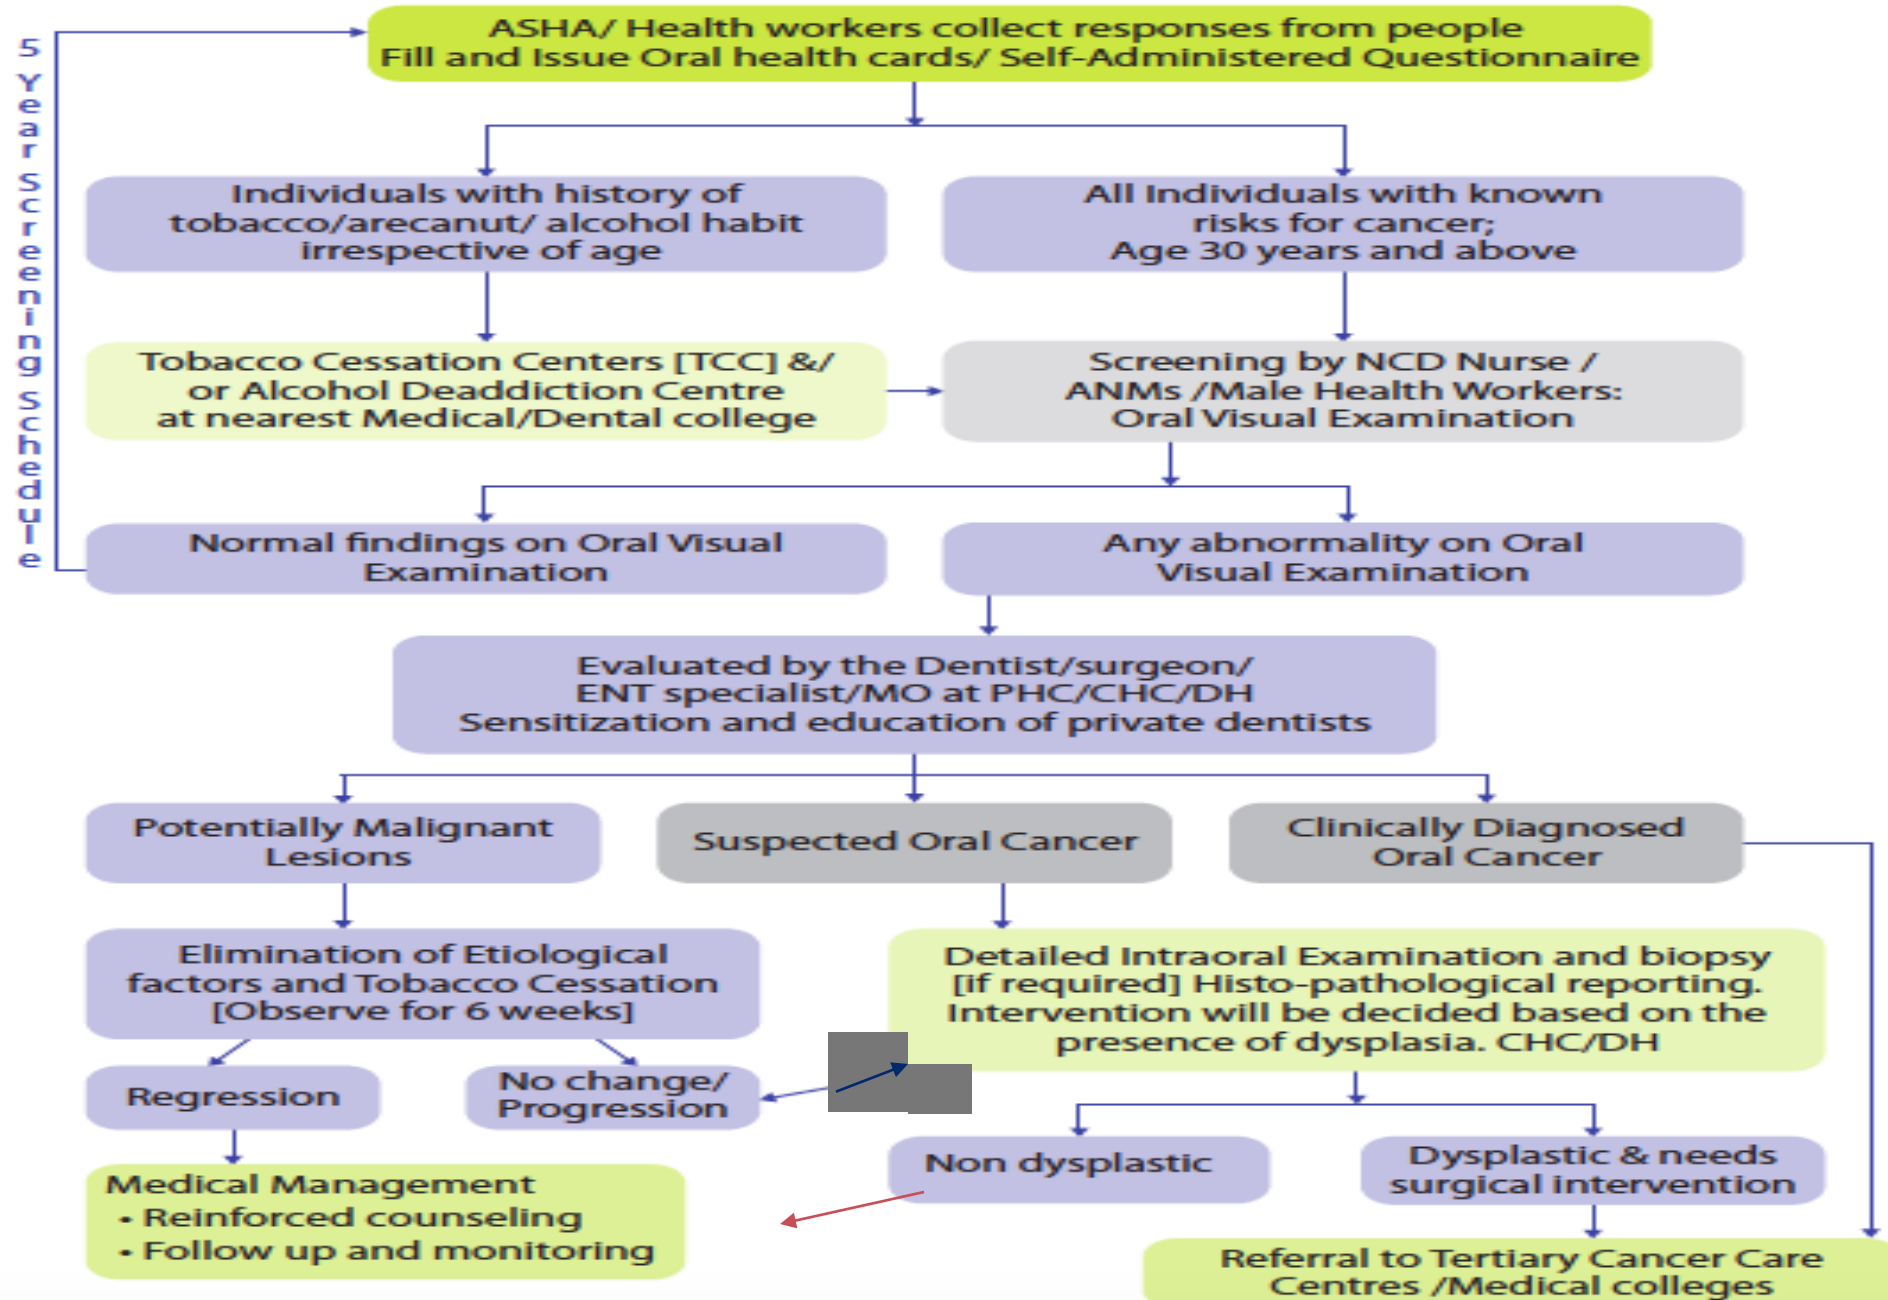 ASHA/ Health workers collect responses from people
Fill and Issue Oral health cards/ Self-Administered Questionnaire
5 Year Screening Schedule
Individuals with history of
tobacco/arecanut/ alcohol habit
irrespective of age
All Individuals with known
risks for cancer;
Age 30 years and above
Tobacco Cessation Centers [TCC] &/
or Alcohol Deaddiction Centre
at nearest Medical/Dental college
Screening by NCD Nurse /
ANMs /Male Health Workers:
Oral Visual Examination
Normal findings on Oral Visual
Examination
Any abnormality on Oral
Visual Examination
Evaluated by the Dentist/surgeon/
ENT specialist/MO at PHC/CHC/DH
Sensitization and education of private dentists
Potentially Malignant
Lesions
Suspected Oral Cancer
Clinically Diagnosed
Oral Cancer
Elimination of Etiological
factors and Tobacco Cessation
[Observe for 6 weeks]
Detailed Intraoral Examination and biopsy
[if required] Histo-pathological reporting.
Intervention will be decided based on the
presence of dysplasia. CHC/DH
Regression
No change/
Progression
Non dysplastic
Dysplastic & needs
surgical intervention
Medical Management
• Reinforced counseling
• Follow up and monitoring
Referral to Tertiary Cancer Care
Centres /Medical colleges